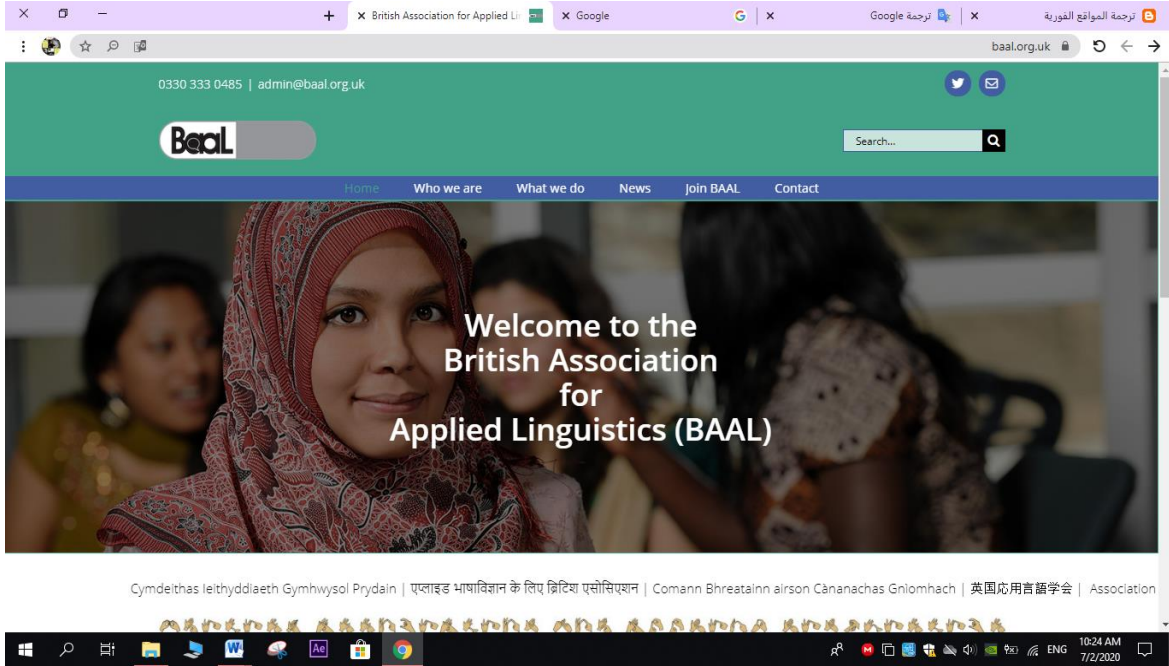 British Association for Applied Li
Google
ترجمة Google
ترجمة المواقع الفورية
baal.org.uk
0330 333 0485 | admin@baal.org.uk
BaaL
Search...
Home Who we are What we do News Join BAAL Contact
Welcome to the
British Association
for
Applied Linguistics (BAAL)
Cymdeithas Ieithyddiaeth Gymhwysol Prydain | एप्लाइड भाषाविज्ञान के लिए ब्रिटिश एसोसिएशन | Comann Bhreatainn airson Cànanachas Gnìomhach | 英国応用言語学会 | Association
W Ae ENG 10:24 AM
7/2/2020